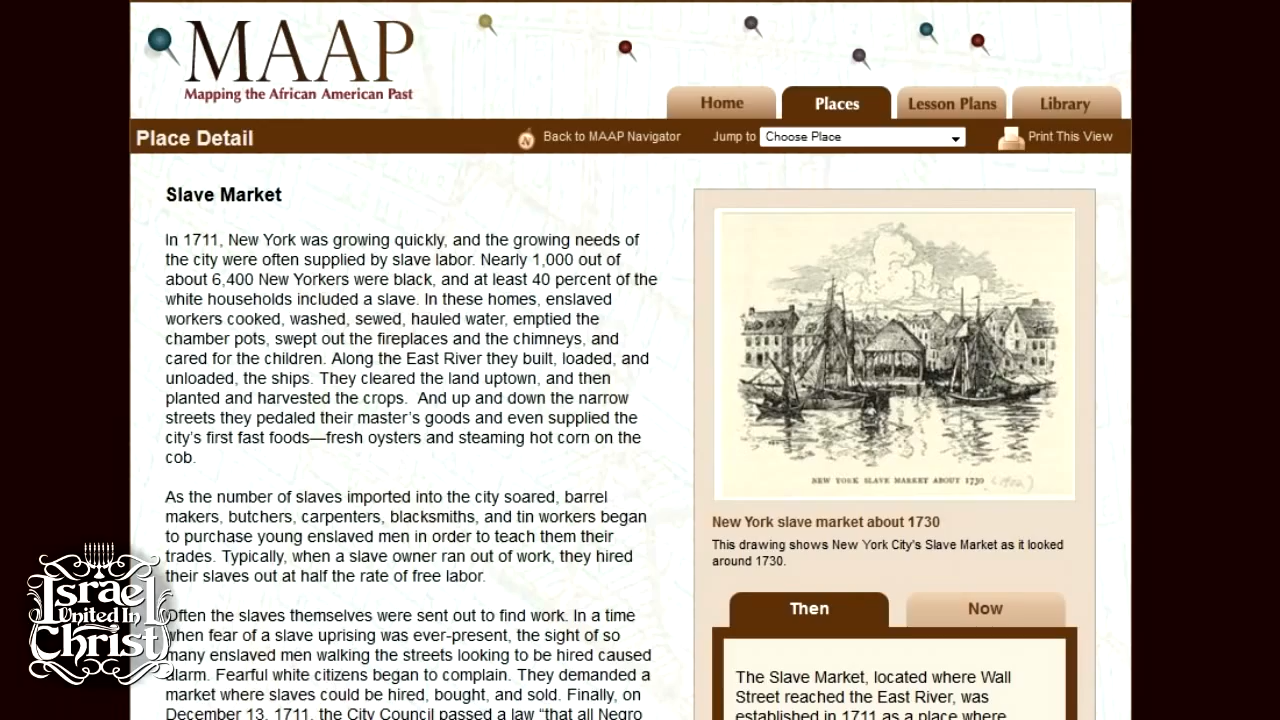 MAAP
Mapping the African American Past
Home
Places
Lesson Plans
Library
Place Detail
Back to MAAP Navigator
Jump to
Choose Place
Print This View
Slave Market
In 1711, New York was growing quickly, and the growing needs of
the city were often supplied by slave labor. Nearly 1,000 out of
about 6,400 New Yorkers were black, and at least 40 percent of the
white households included a slave. In these homes, enslaved
workers cooked, washed, sewed, hauled water, emptied the
chamber pots, swept out the fireplaces and the chimneys, and
cared for the children. Along the East River they built, loaded, and
unloaded, the ships. They cleared the land uptown, and then
planted and harvested the crops.  And up and down the narrow
streets they pedaled their master’s goods and even supplied the
city’s first fast foods—fresh oysters and steaming hot corn on the
cob.
As the number of slaves imported into the city soared, barrel
makers, butchers, carpenters, blacksmiths, and tin workers began
to purchase young enslaved men in order to teach them their
trades. Typically, when a slave owner ran out of work, they hired
their slaves out at half the rate of free labor.
Often the slaves themselves were sent out to find work. In a time
when fear of a slave uprising was ever-present, the sight of so
many enslaved men walking the streets looking to be hired caused
alarm. Fearful white citizens began to complain. They demanded a
market where slaves could be hired, bought, and sold. Finally, on
December 13, 1711, the City Council passed a law “that all Negro
NEW YORK SLAVE MARKET ABOUT 1730
New York slave market about 1730
This drawing shows New York City's Slave Market as it looked
around 1730.
Then
Now
The Slave Market, located where Wall
Street reached the East River, was
established in 1711 as a place where
Israel
United In
Christ